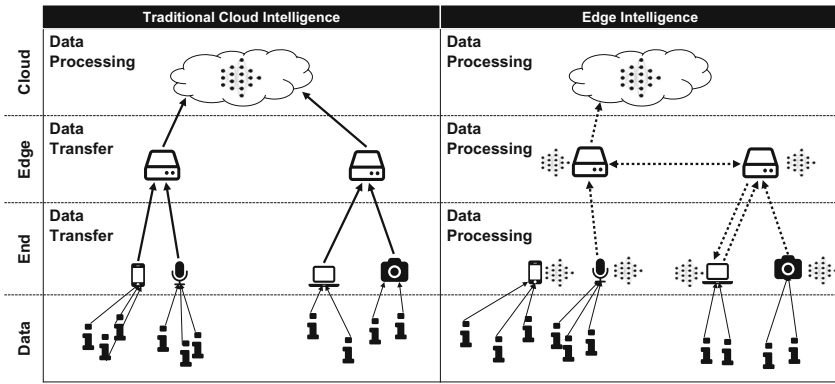 Traditional Cloud Intelligence
Edge Intelligence
Cloud
Data
Processing
Data
Processing
Edge
Data
Transfer
Data
Processing
End
Data
Transfer
Data
Processing
Data